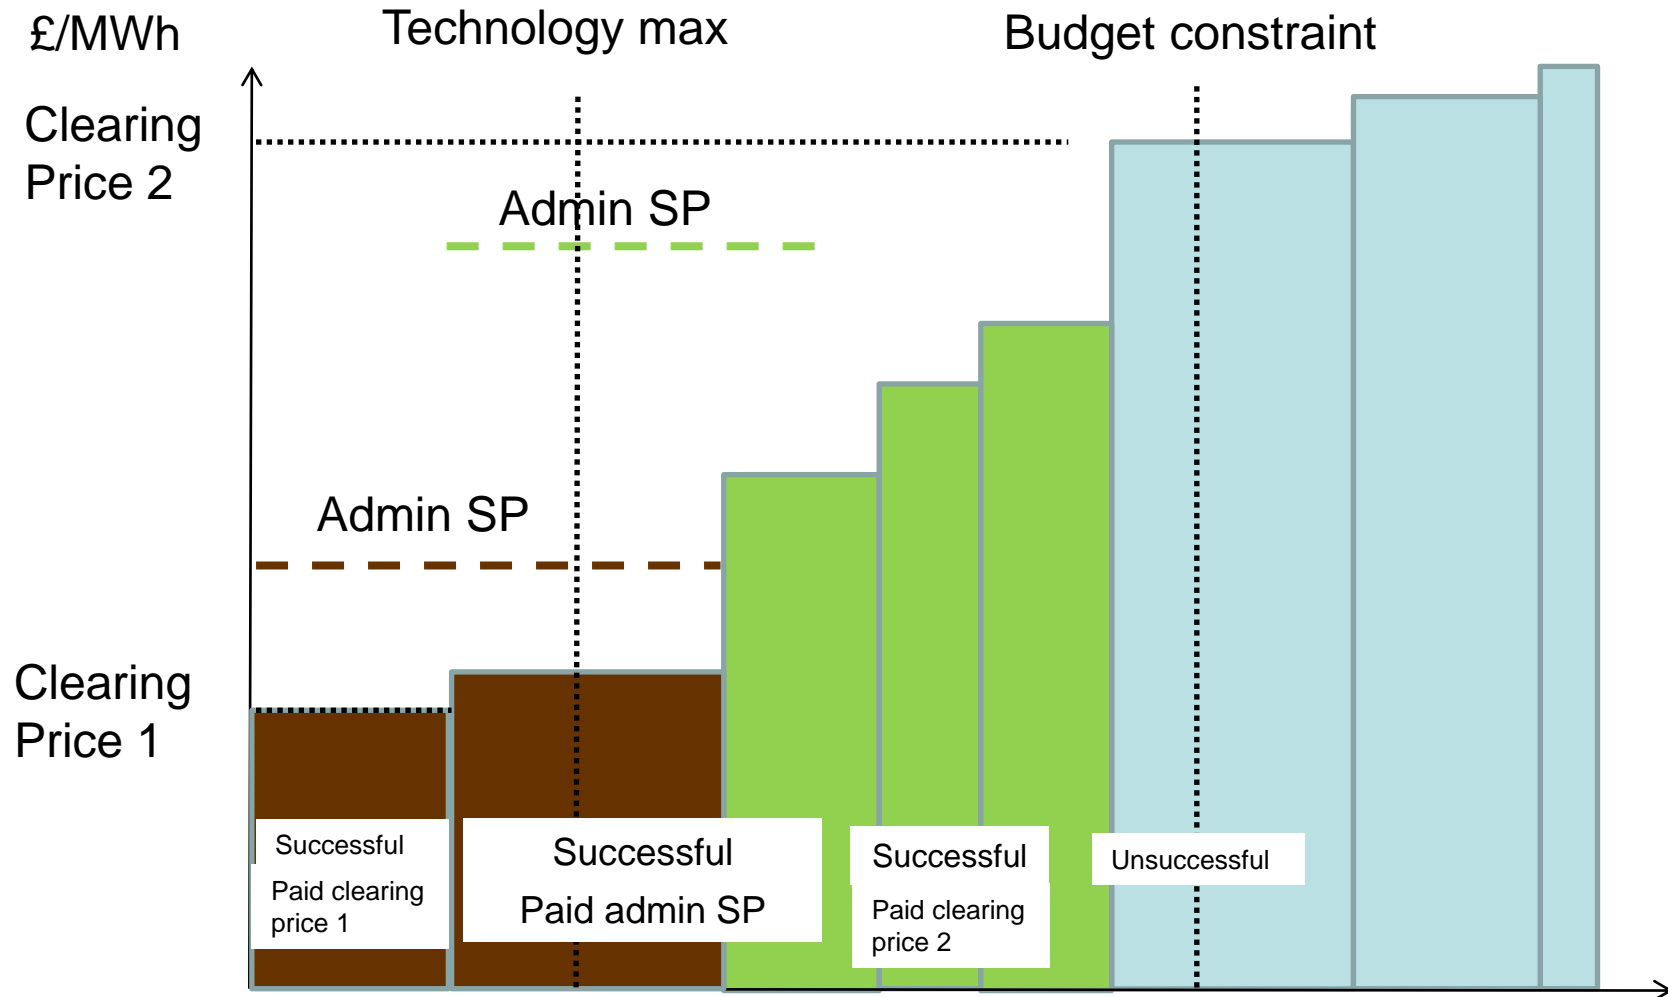 £/MWh
Technology max
Budget constraint
Clearing
Price 2
Admin SP
Admin SP
Clearing
Price 1
Successful
Paid clearing
price 1
Successful
Paid admin SP
Successful
Paid clearing
price 2
Unsuccessful